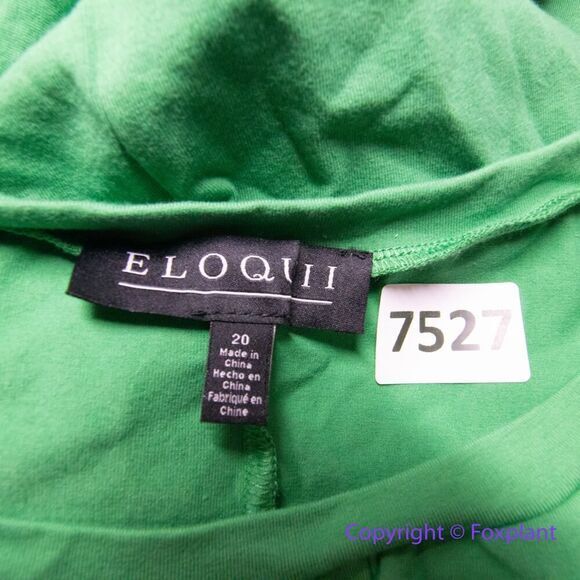 ELOQUII
20
Made in
China
Hecho en
China
Fabriqué en
Chine
7527
Copyright © Foxplant